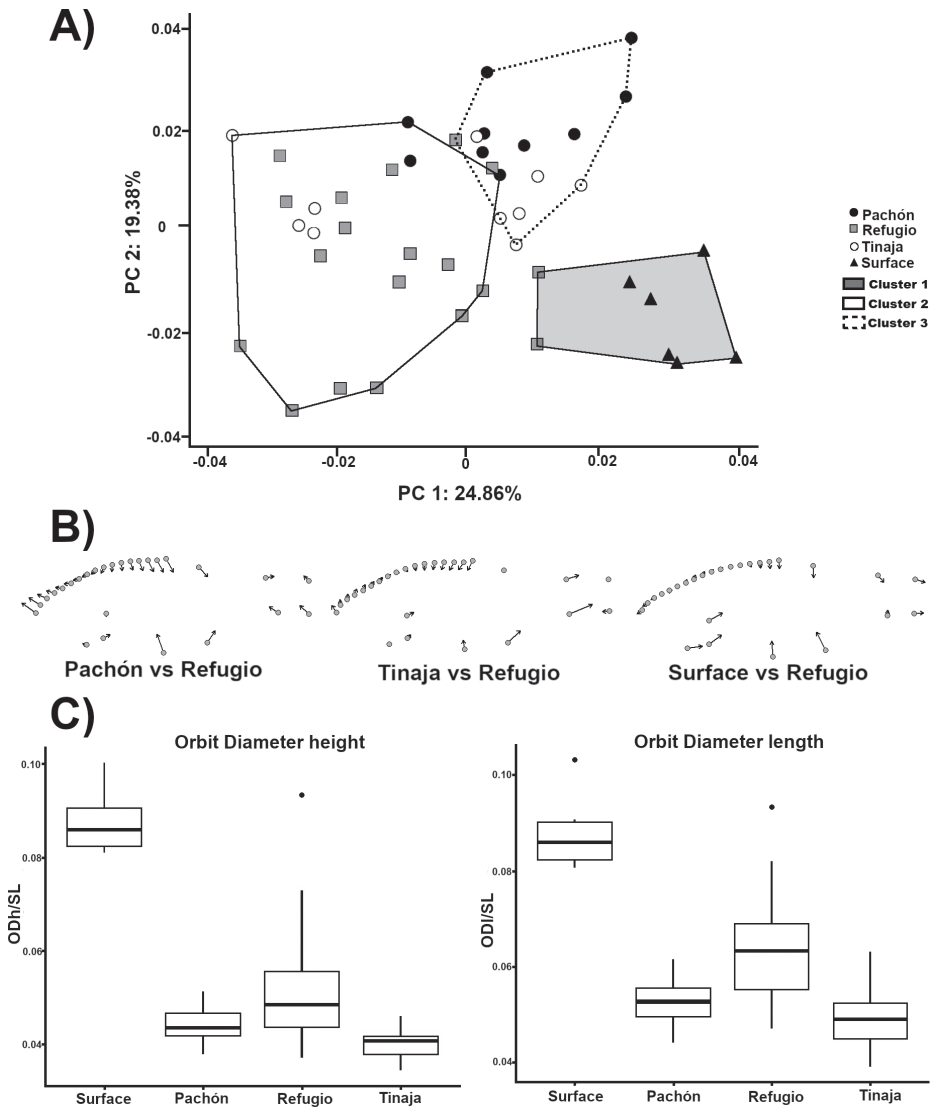 A)
0.04
0.02
0
-0.02
-0.04
PC 2: 19.38%
-0.04
-0.02
0
0.02
0.04
PC 1: 24.86%
Pachón
Refugio
Tinaja
Surface
Cluster 1
Cluster 2
Cluster 3
B)
Pachón vs Refugio
Tinaja vs Refugio
Surface vs Refugio
C)
Orbit Diameter height
0.10
0.08
0.06
0.04
ODh/SL
Surface
Pachón
Refugio
Tinaja
Orbit Diameter length
0.10
0.08
0.06
0.04
ODl/SL
Surface
Pachón
Refugio
Tinaja